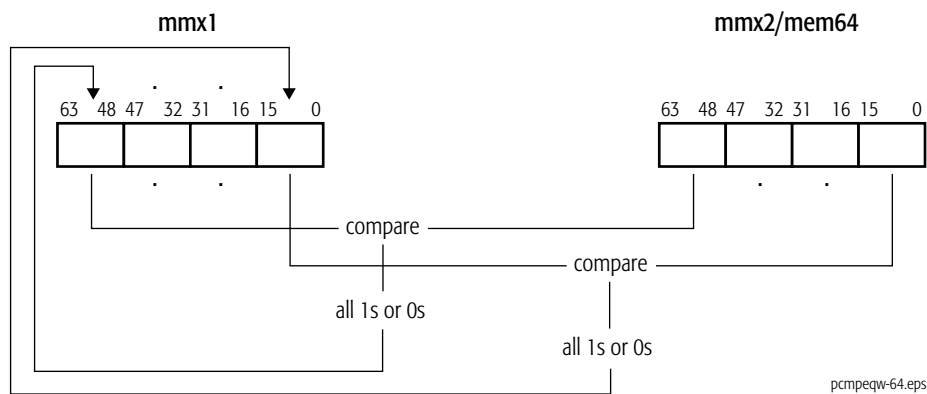 mmx1 mmx2/mem64
. .
63 48 47 32 31 16 15 0 63 48 47 32 31 16 15 0
. . . .
compare
compare
all 1s or 0s
all 1s or 0s
pcmpeqw-64.eps